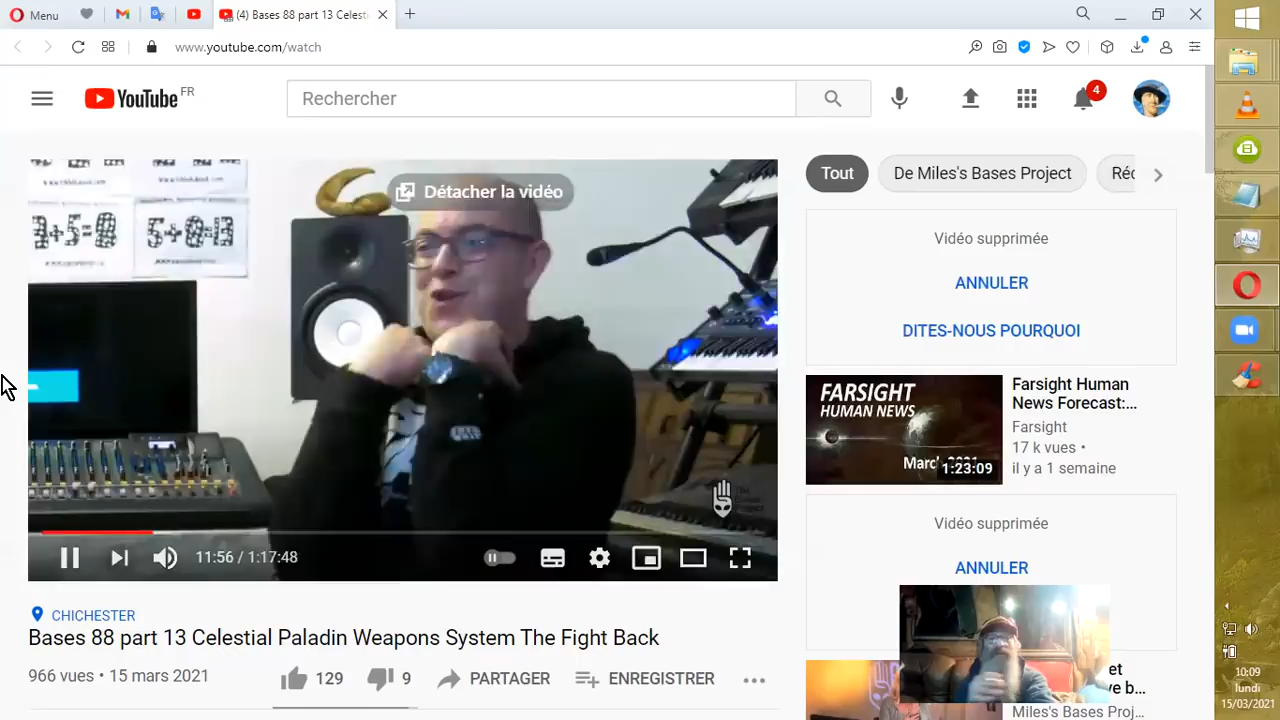 Menu
(4) Bases 88 part 13 Celest
www.youtube.com/watch
YouTube FR
Rechercher
4
Détacher la vidéo
3+5=8
5+8=13
11:56 / 1:17:48
CHICHESTER
Bases 88 part 13 Celestial Paladin Weapons System The Fight Back
966 vues • 15 mars 2021
129
9
PARTAGER
ENREGISTRER
Tout
De Miles's Bases Project
Réc
Vidéo supprimée
ANNULER
DITES-NOUS POURQUOI
FARSIGHT
HUMAN NEWS
1:23:09
Farsight Human
News Forecast:...
Farsight
17 k vues •
il y a 1 semaine
Vidéo supprimée
ANNULER
et
ve b...
Miles's Bases Proj...
10:09
lundi
15/03/2021